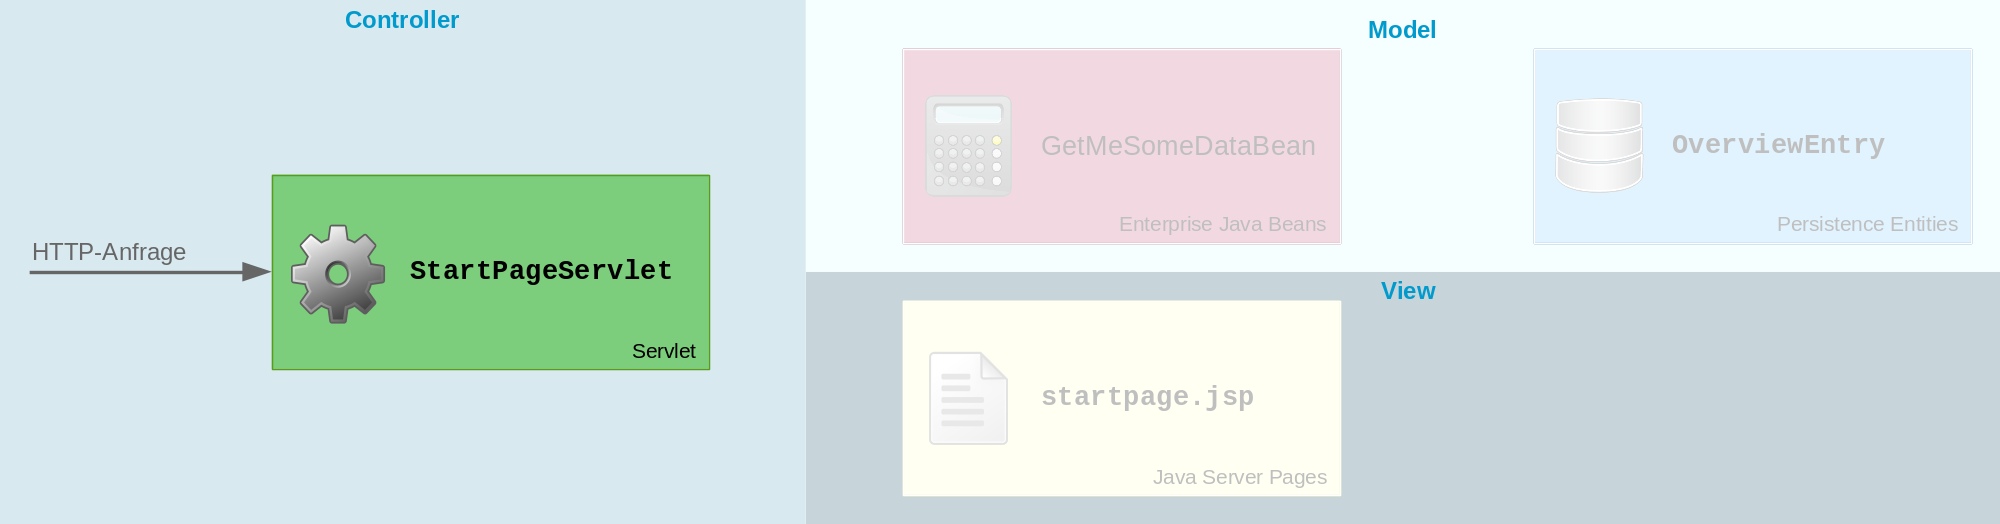 Controller
HTTP-Anfrage
StartPageServlet
Servlet
Model
GetMeSomeDataBean
Enterprise Java Beans
OverviewEntry
Persistence Entities
View
startpage.jsp
Java Server Pages